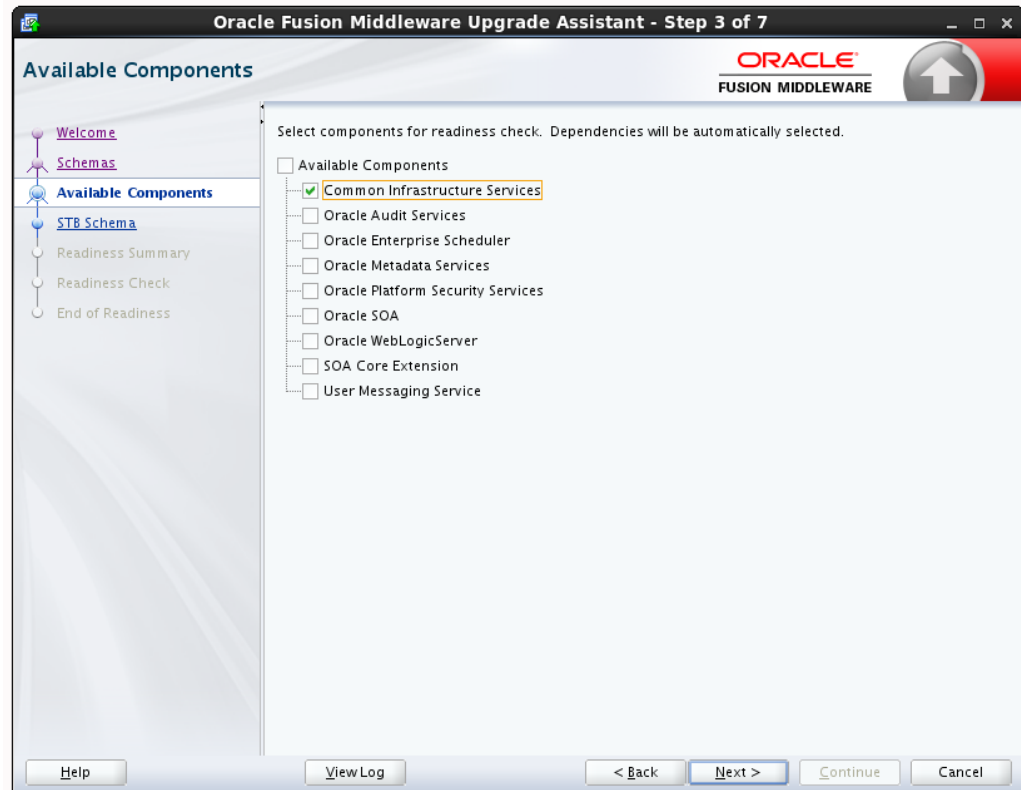 Oracle Fusion Middleware Upgrade Assistant - Step 3 of 7
Available Components
ORACLE
FUSION MIDDLEWARE
Welcome
Schemas
Available Components
STB Schema
Readiness Summary
Readiness Check
End of Readiness
Select components for readiness check. Dependencies will be automatically selected.
Available Components
Common Infrastructure Services
Oracle Audit Services
Oracle Enterprise Scheduler
Oracle Metadata Services
Oracle Platform Security Services
Oracle SOA
Oracle WebLogicServer
SOA Core Extension
User Messaging Service
Help
View Log
< Back
Next >
Continue
Cancel